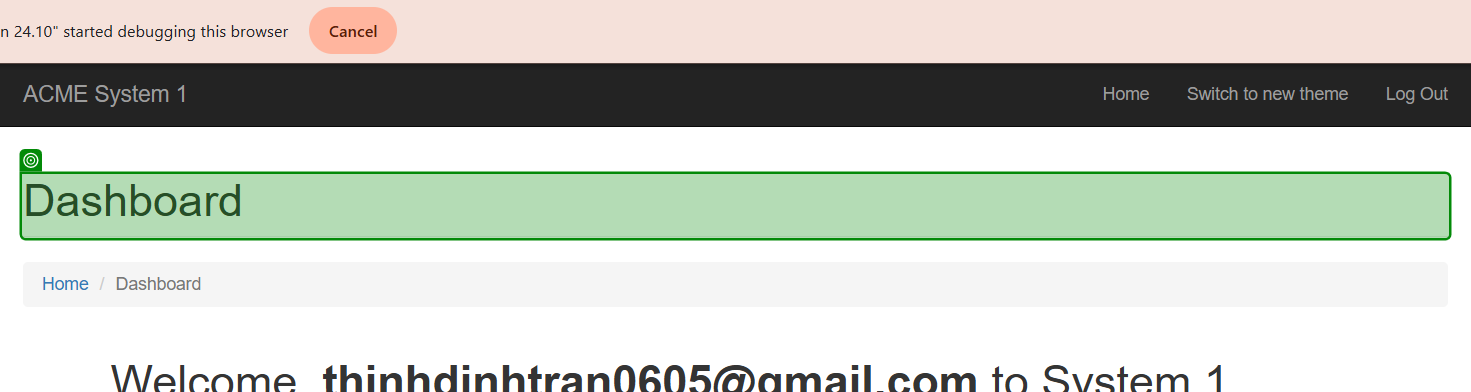 n 24.10" started debugging this browser Cancel
ACME System 1 Home Switch to new theme Log Out
Dashboard
Home / Dashboard
Welcome, thinhdinhtran0605@gmail.com to System 1